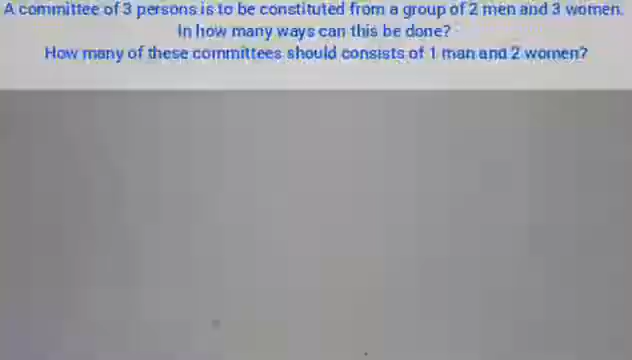 A committee of 3 persons is to be constituted from a group of 2 men and 3 women.
In how many ways can this be done?
How many of these committees should consists of 1 man and 2 women?